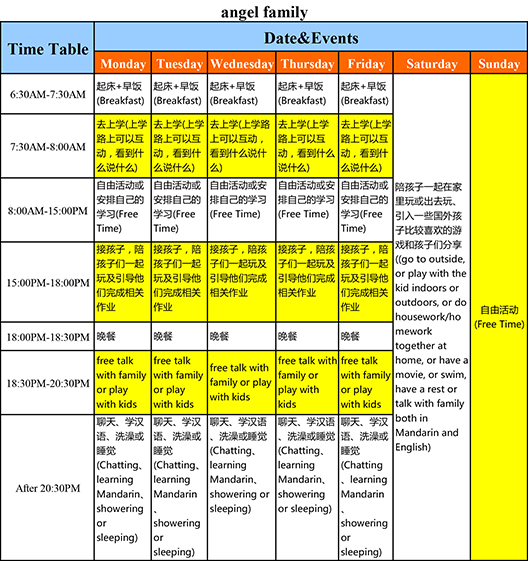 angel family
Time Table
Date&Events
Monday
Tuesday
Wednesday
Thursday
Friday
Saturday
Sunday
6:30AM-7:30AM
起床+早饭
(Breakfast)
起床+早饭
(Breakfast)
起床+早饭
(Breakfast)
起床+早饭
(Breakfast)
起床+早饭
(Breakfast)
7:30AM-8:00AM
去上学(上学
路上可以互
动，看到什
么说什么)
去上学(上学
路上可以互
动，看到什
么说什么)
去上学(上学路
上可以互动，
看到什么说什
么)
去上学(上学
路上可以互
动，看到什
么说什么)
去上学(上学
路上可以互
动，看到什
么说什么)
8:00AM-15:00PM
自由活动或
安排自己的
学习(Free
Time)
自由活动或
安排自己的
学习(Free
Time)
自由活动或安
排自己的学习
(Free Time)
自由活动或
安排自己的
学习(Free
Time)
自由活动或
安排自己的
学习(Free
Time)
15:00PM-18:00PM
接孩子，陪
孩子们一起
玩及引导他
们完成相关
作业
接孩子，陪
孩子们一起
玩及引导他
们完成相关
作业
接孩子，陪孩
子们一起玩及
引导他们完成
相关作业
接孩子，陪
孩子们一起
玩及引导他
们完成相关
作业
接孩子，陪
孩子们一起
玩及引导他
们完成相关
作业
18:00PM-18:30PM
晚餐
晚餐
晚餐
晚餐
晚餐
18:30PM-20:30PM
free talk
with family
or play
with kids
free talk
with family
or play
with kids
free talk with
family or play
with kids
free talk with
family or
play with
kids
free talk
with family
or play
with kids
After 20:30PM
聊天、学汉
语、洗澡或
睡觉
(Chatting、
learning
Mandarin、
showering
or
sleeping)
聊天、学汉
语、洗澡或
睡觉
(Chatting、
learning
Mandarin
、
showering
or
sleeping)
聊天、学汉语
、洗澡或睡觉
(Chatting、
learning
Mandarin、
showering or
sleeping)
聊天、学汉语
、洗澡或睡觉
(Chatting、
learning
Mandarin、
showering or
sleeping)
聊天、学汉
语、洗澡或
睡觉
(Chatting、
learning
Mandarin
、
showering
or
sleeping)
陪孩子一起在家
里玩或出去玩、
引入一些国外孩
子比较喜欢的游
戏和孩子们分享
((go to outside,
or play with the
kid indoors or
outdoors, or do
housework/ho
mework
together at
home, or have a
movie, or swim,
have a rest or
talk with family
both in
Mandarin and
English)
自由活动
(Free Time)